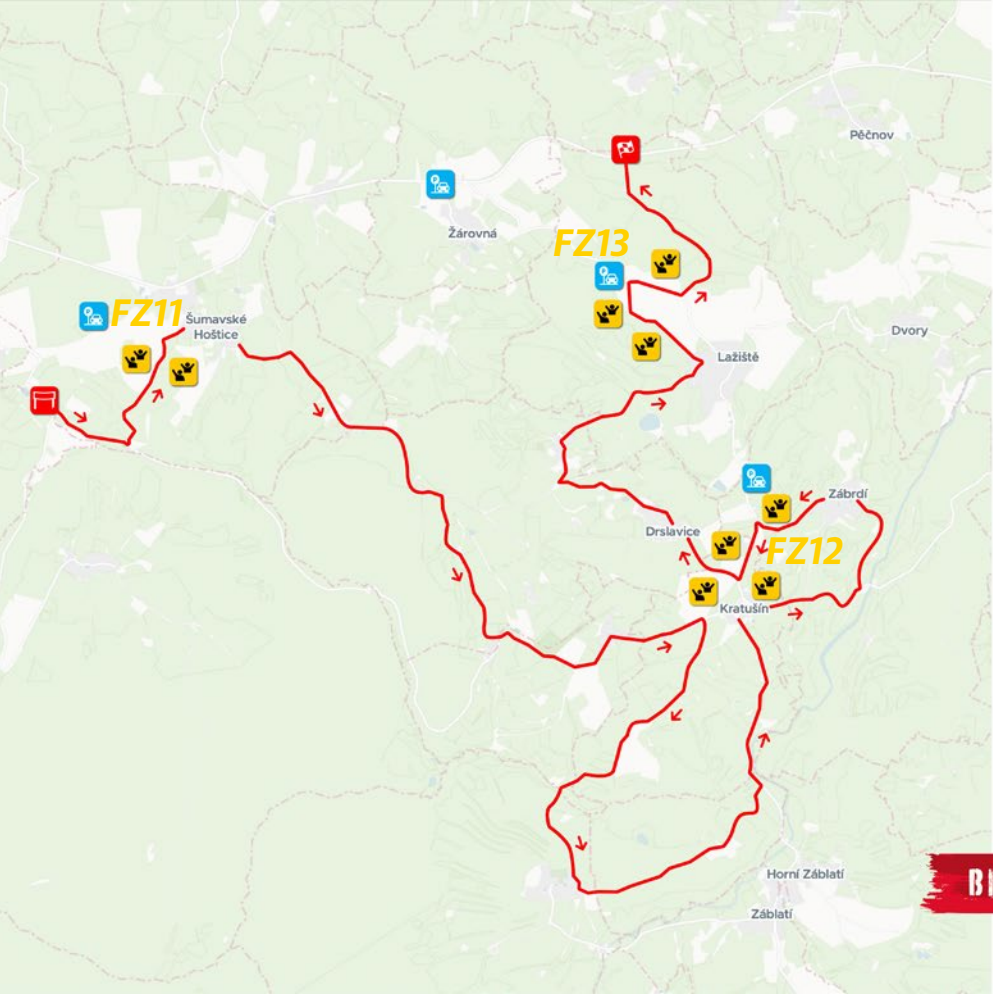 Pěčnov
Žárovná
FZ13
FZ11
Šumavské
Hoštice
Dvory
Lažiště
Zábrdí
Drslavice
FZ12
Kratušín
Horní Záblatí
Záblatí